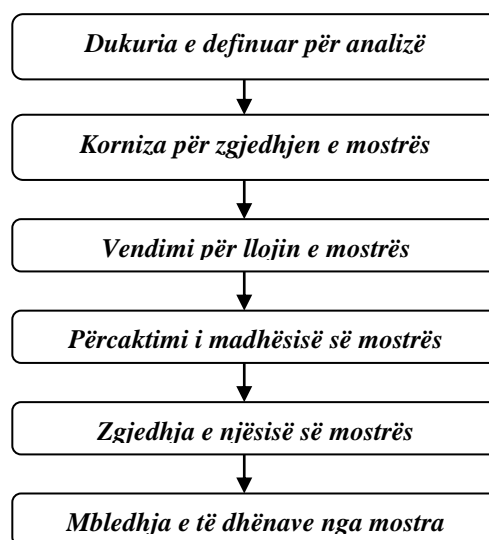 Dukuria e definuar për analizë
Korniza për zgjedhjen e mostrës
Vendimi për llojin e mostrës
Përcaktimi i madhësisë së mostrës
Zgjedhja e njësisë së mostrës
Mbledhja e të dhënave nga mostra